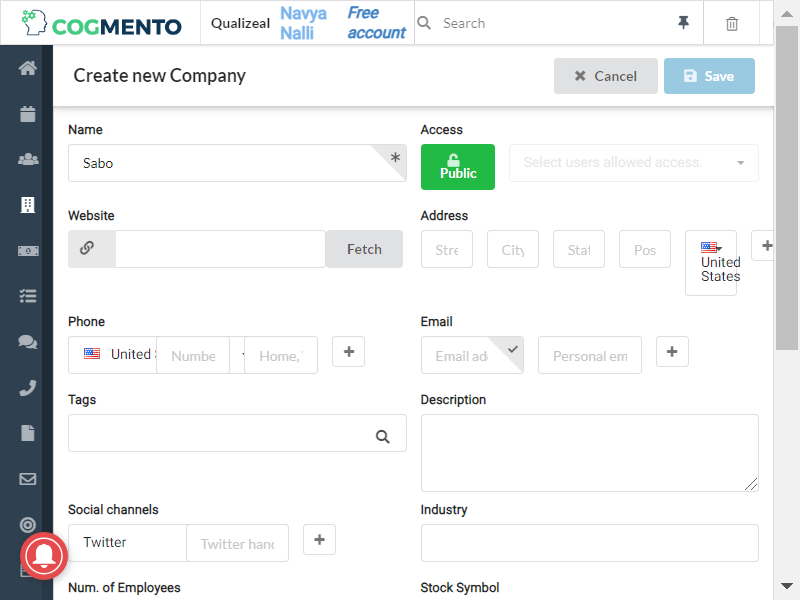 COGMENTO
Qualizeal
Navya Nalli
Free account
Search
Create new Company
Cancel
Save
Name
Access
Sabo
Public
Select users allowed access.
Website
Address
Fetch
Stre
City
Stat
Pos
United States
Phone
Email
United S
Numbe
Home,
Email ad
Personal em
Tags
Description
Social channels
Industry
Twitter
Twitter hand
Num. of Employees
Stock Symbol